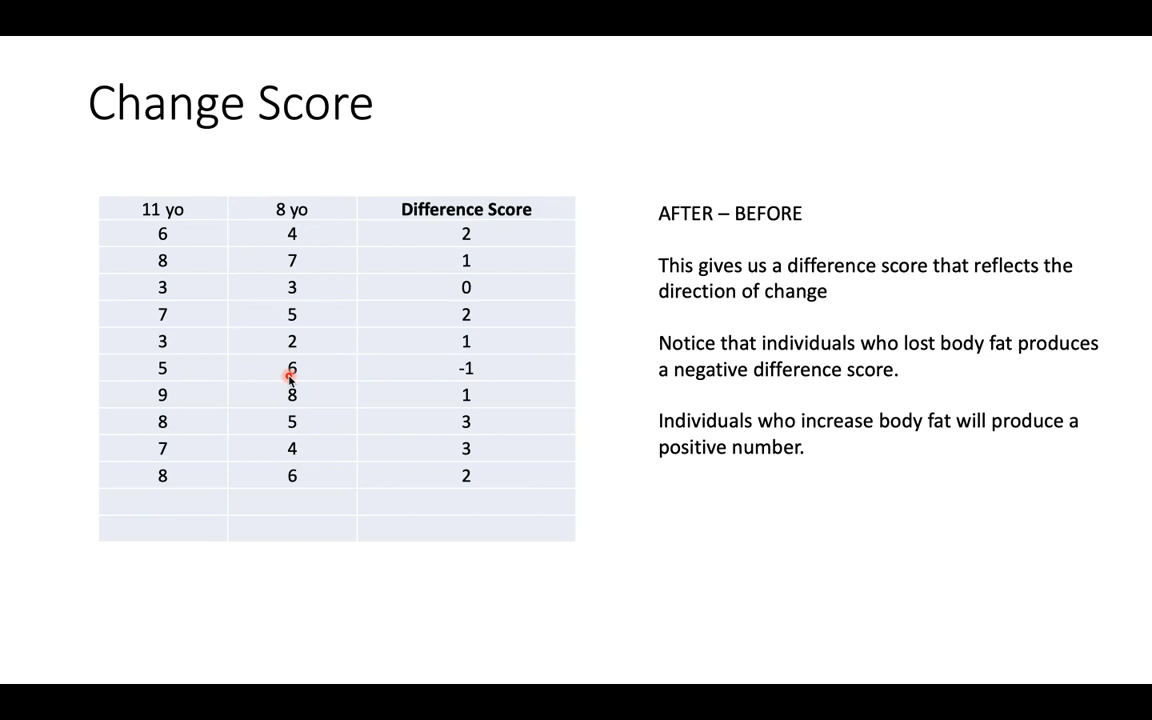 Change Score
11 yo 8 yo Difference Score
6 4 2
8 7 1
3 3 0
7 5 2
3 2 1
5 6 -1
9 8 1
8 5 3
7 4 3
8 6 2
AFTER – BEFORE
This gives us a difference score that reflects the
direction of change
Notice that individuals who lost body fat produces
a negative difference score.
Individuals who increase body fat will produce a
positive number.